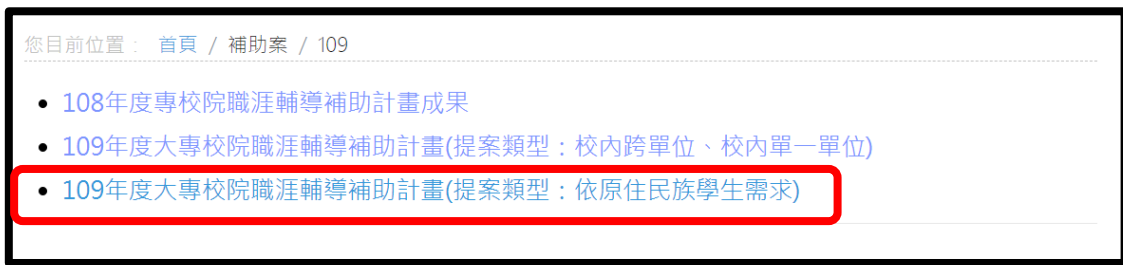 您目前位置： 首頁 / 補助案 / 109
108年度專校院職涯輔導補助計畫成果
109年度大專校院職涯輔導補助計畫(提案類型：校內跨單位、校內單一單位)
109年度大專校院職涯輔導補助計畫(提案類型：依原住民族學生需求)